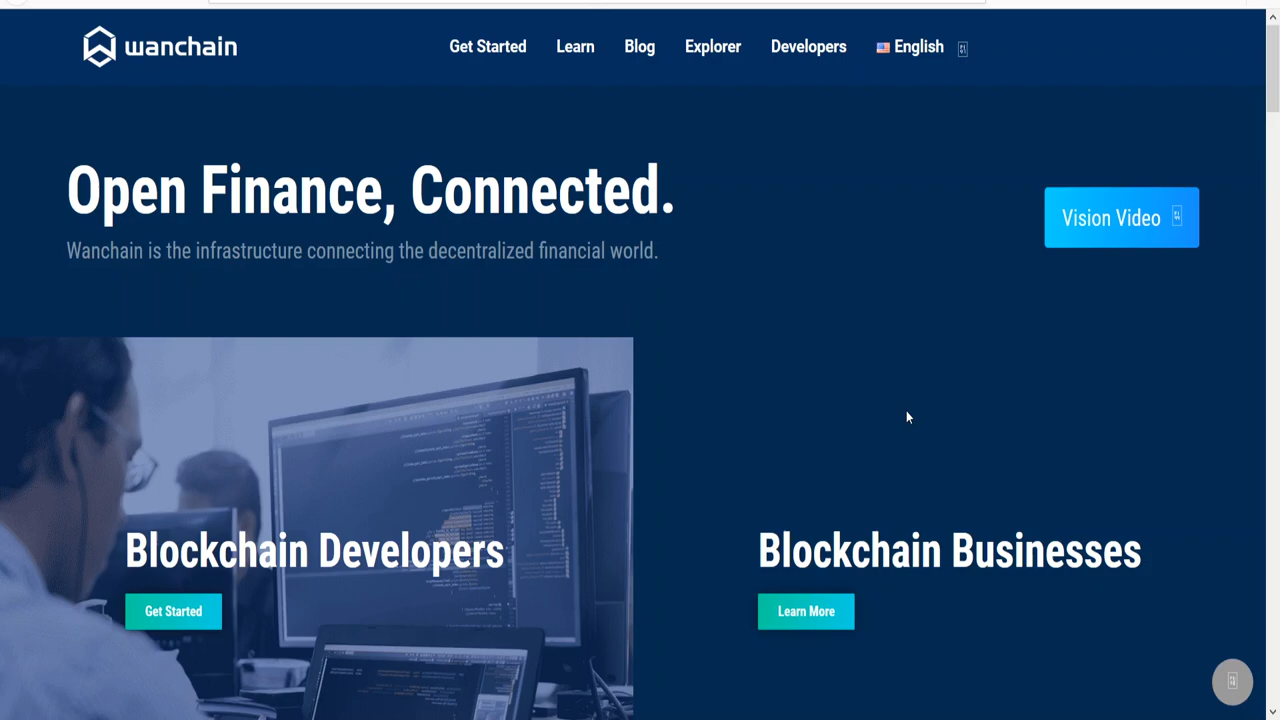 wanchain
Get Started Learn Blog Explorer Developers English
Open Finance, Connected.
Wanchain is the infrastructure connecting the decentralized financial world.
Vision Video
Blockchain Developers
Get Started
Blockchain Businesses
Learn More